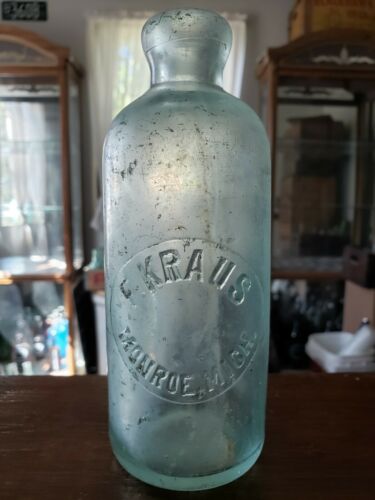 C. KRAUS
MONROE, MICH.